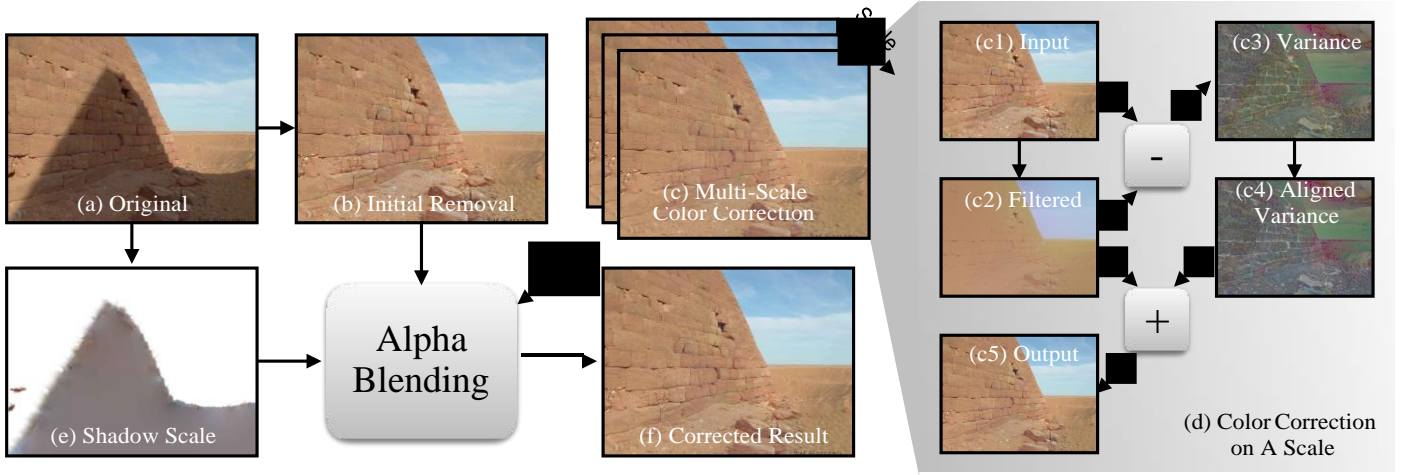 (a) Original
(b) Initial Removal
(c) Multi-Scale
Color Correction
(c1) Input
(c3) Variance
-
(c2) Filtered
(c4) Aligned
Variance
+
(c5) Output
(d) Color Correction
on A Scale
(e) Shadow Scale
Alpha
Blending
(f) Corrected Result